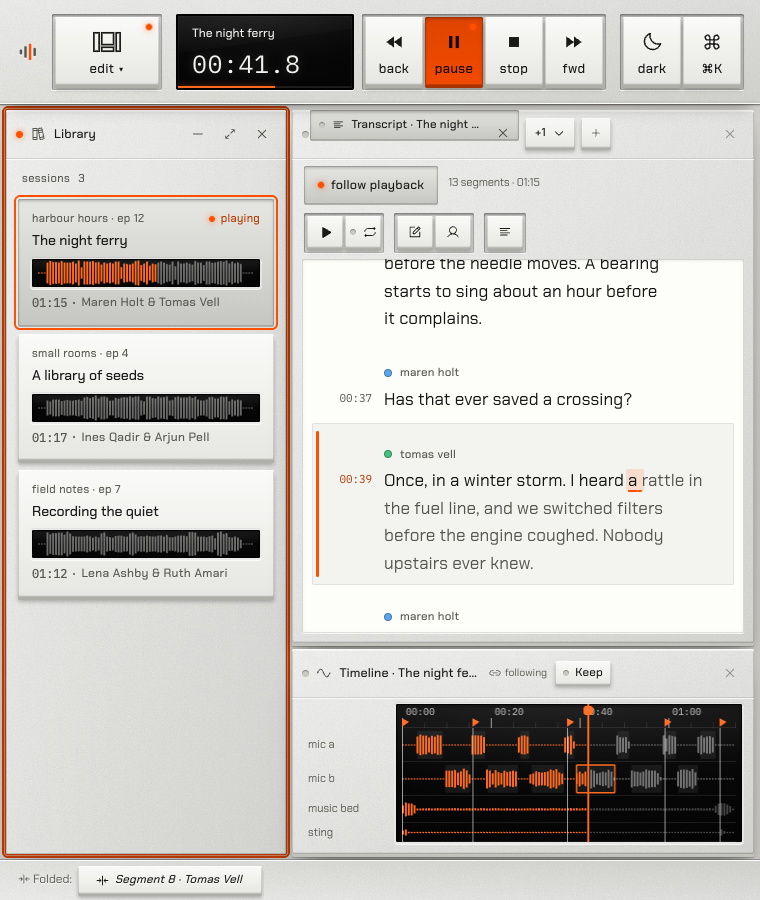 edit ▾
The night ferry
00:41.8
back
pause
stop
fwd
dark
⌘K
Library
sessions 3
harbour hours · ep 12
playing
The night ferry
01:15 · Maren Holt & Tomas Vell
small rooms · ep 4
A library of seeds
01:17 · Ines Qadir & Arjun Pell
field notes · ep 7
Recording the quiet
01:12 · Lena Ashby & Ruth Amari
Transcript · The night ...
+1
follow playback
13 segments · 01:15
before the needle moves. A bearing
starts to sing about an hour before
it complains.
maren holt
00:37 Has that ever saved a crossing?
tomas vell
00:39 Once, in a winter storm. I heard a rattle in
the fuel line, and we switched filters
before the engine coughed. Nobody
upstairs ever knew.
maren holt
Timeline · The night fe...
following
Keep
00:00 00:20 :40 01:00
mic a
mic b
music bed
sting
Folded:
Segment 8 · Tomas Vell